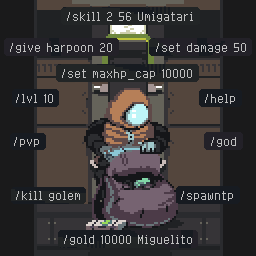 /skill 2 56 Umigatari
/give harpoon 20
/set damage 50
/set maxhp_cap 10000
/lvl 10
/help
/pvp
/god
/kill golem
/spawntp
/gold 10000 Miguelito